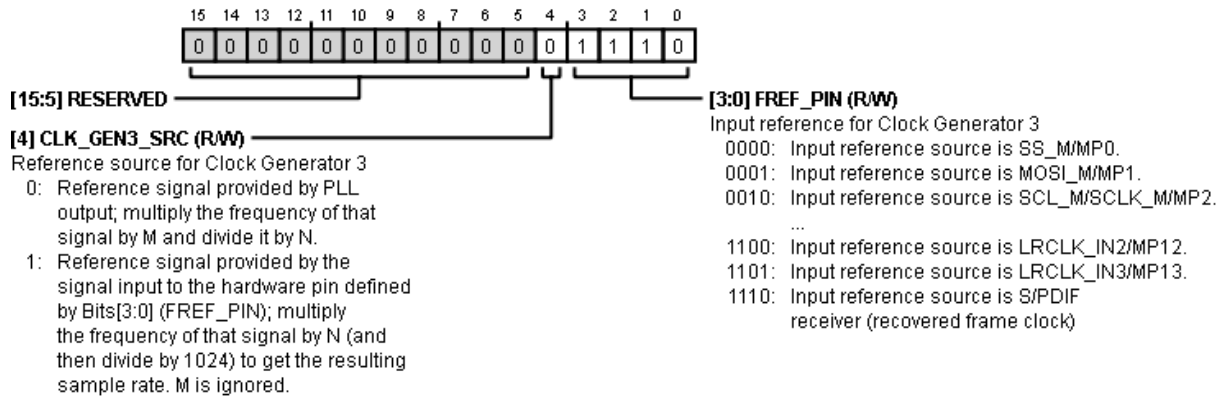 15 14 13 12 11 10 9 8 7 6 5 4 3 2 1 0
0 0 0 0 0 0 0 0 0 0 0 0 1 1 1 0
[15:5] RESERVED
[4] CLK_GEN3_SRC (R/W)
Reference source for Clock Generator 3
0: Reference signal provided by PLL
output; multiply the frequency of that
signal by M and divide it by N.
1: Reference signal provided by the
signal input to the hardware pin defined
by Bits[3:0] (FREF_PIN); multiply
the frequency of that signal by N (and
then divide by 1024) to get the resulting
sample rate. M is ignored.
[3:0] FREF_PIN (R/W)
Input reference for Clock Generator 3
0000: Input reference source is SS_M/MP0.
0001: Input reference source is MOSI_M/MP1.
0010: Input reference source is SCL_M/SCLK_M/MP2.
...
1100: Input reference source is LRCLK_IN2/MP12.
1101: Input reference source is LRCLK_IN3/MP13.
1110: Input reference source is S/PDIF
receiver (recovered frame clock)